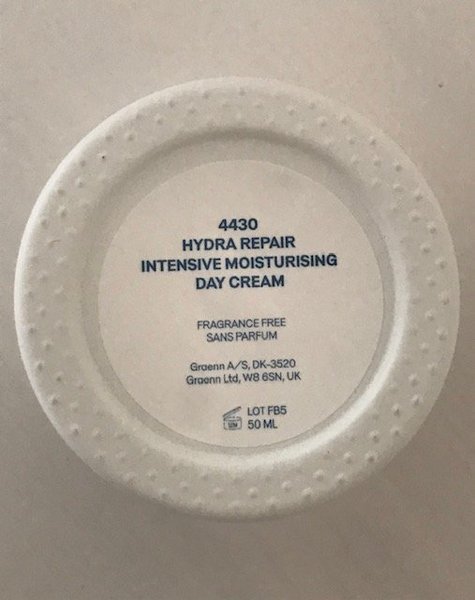 4430
HYDRA REPAIR
INTENSIVE MOISTURISING
DAY CREAM
FRAGRANCE FREE
SANS PARFUM
Graenn A/S, DK-3520
Graenn Ltd, W8 6SN, UK
LOT FB5
50 ML